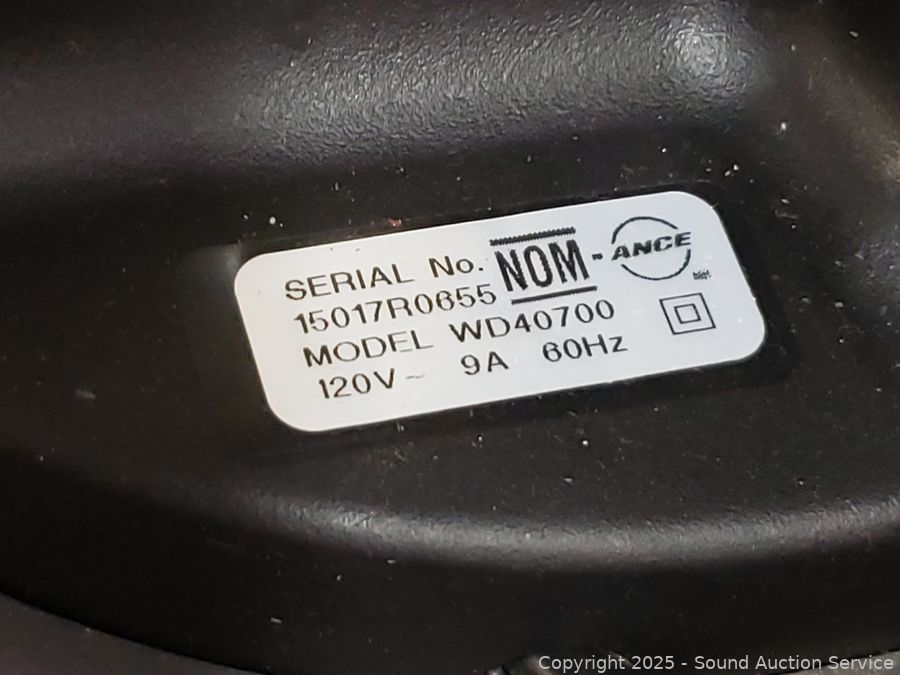 SERIAL No.
NOM-ANCE
15017R0655
MODEL WD40700
120V~ 9A 60Hz
Copyright 2025 - Sound Auction Service